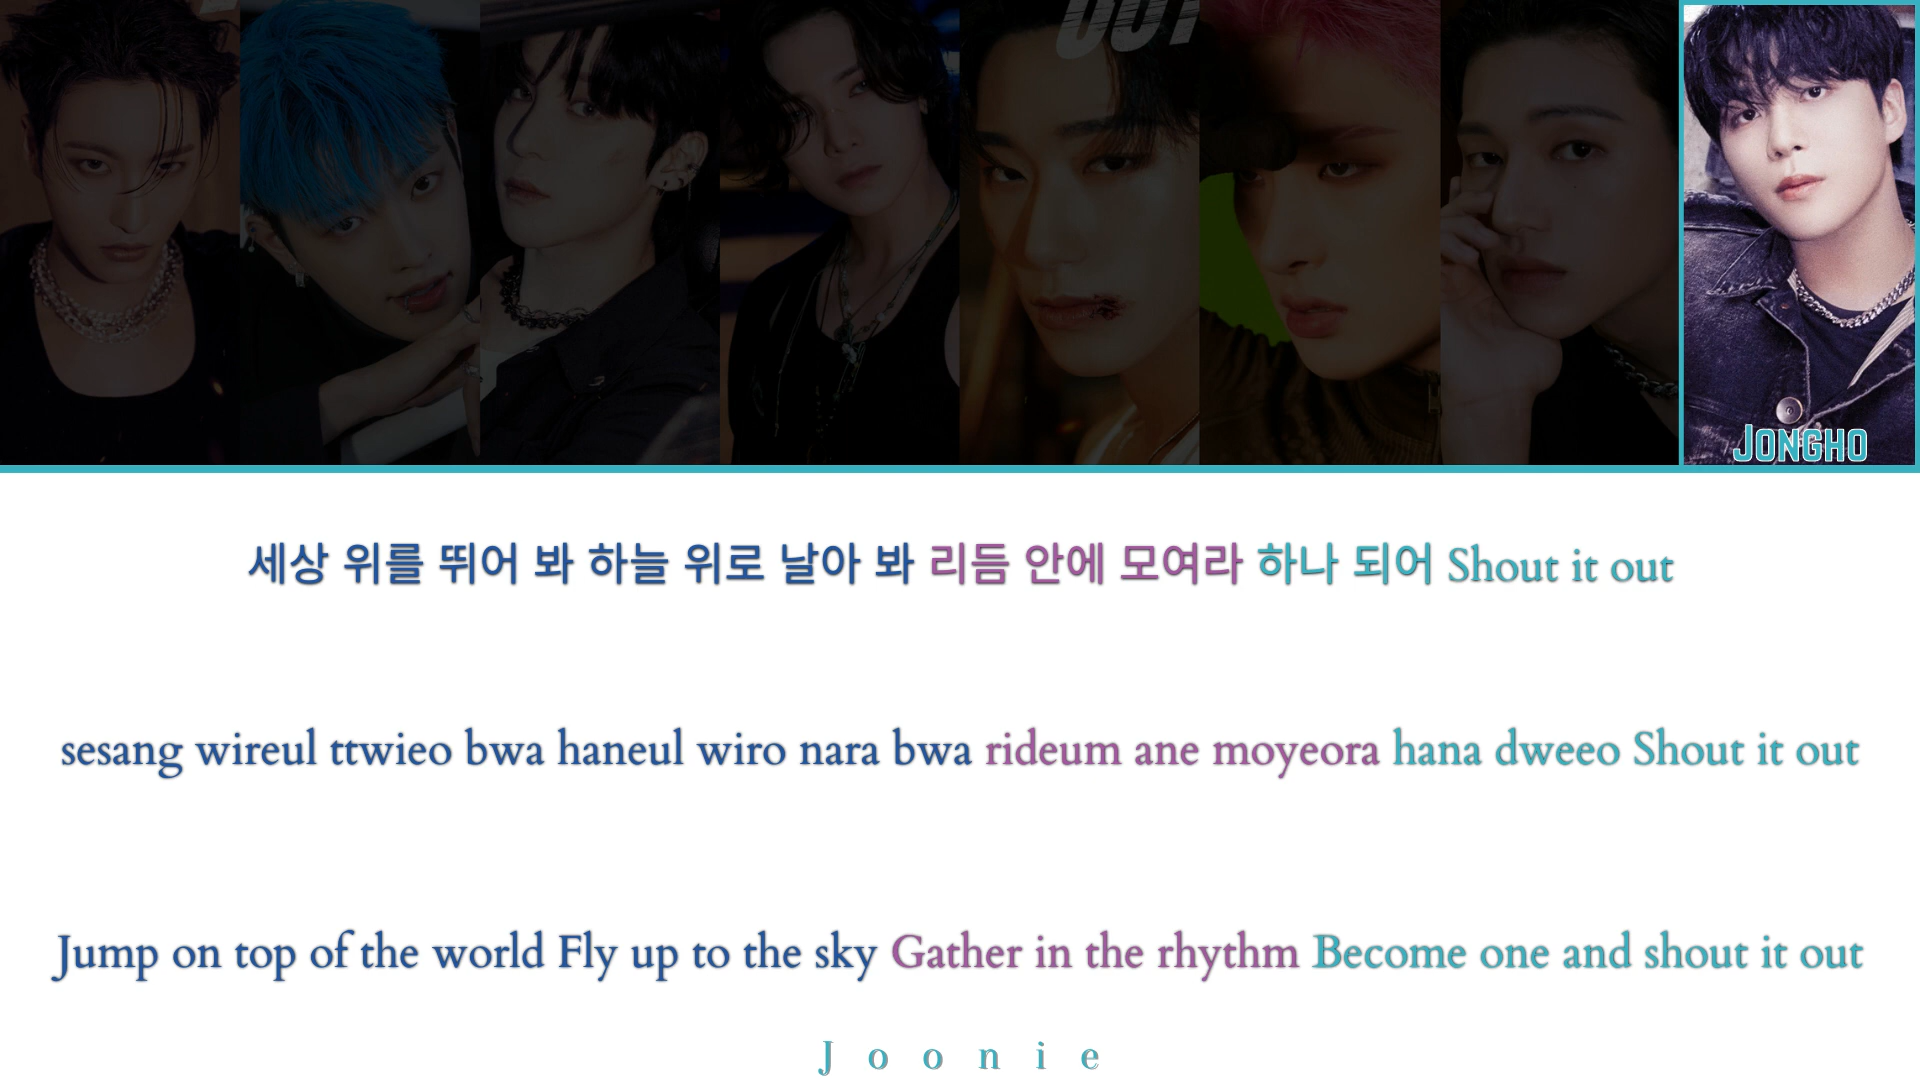 OUT
JONGHO
세상 위를 뛰어 봐 하늘 위로 날아 봐 리듬 안에 모여라 하나 되어 Shout it out
sesang wireul ttwieo bwa haneul wiro nara bwa rideum ane moyeora hana dweeo Shout it out
Jump on top of the world Fly up to the sky Gather in the rhythm Become one and shout it out
Joonie